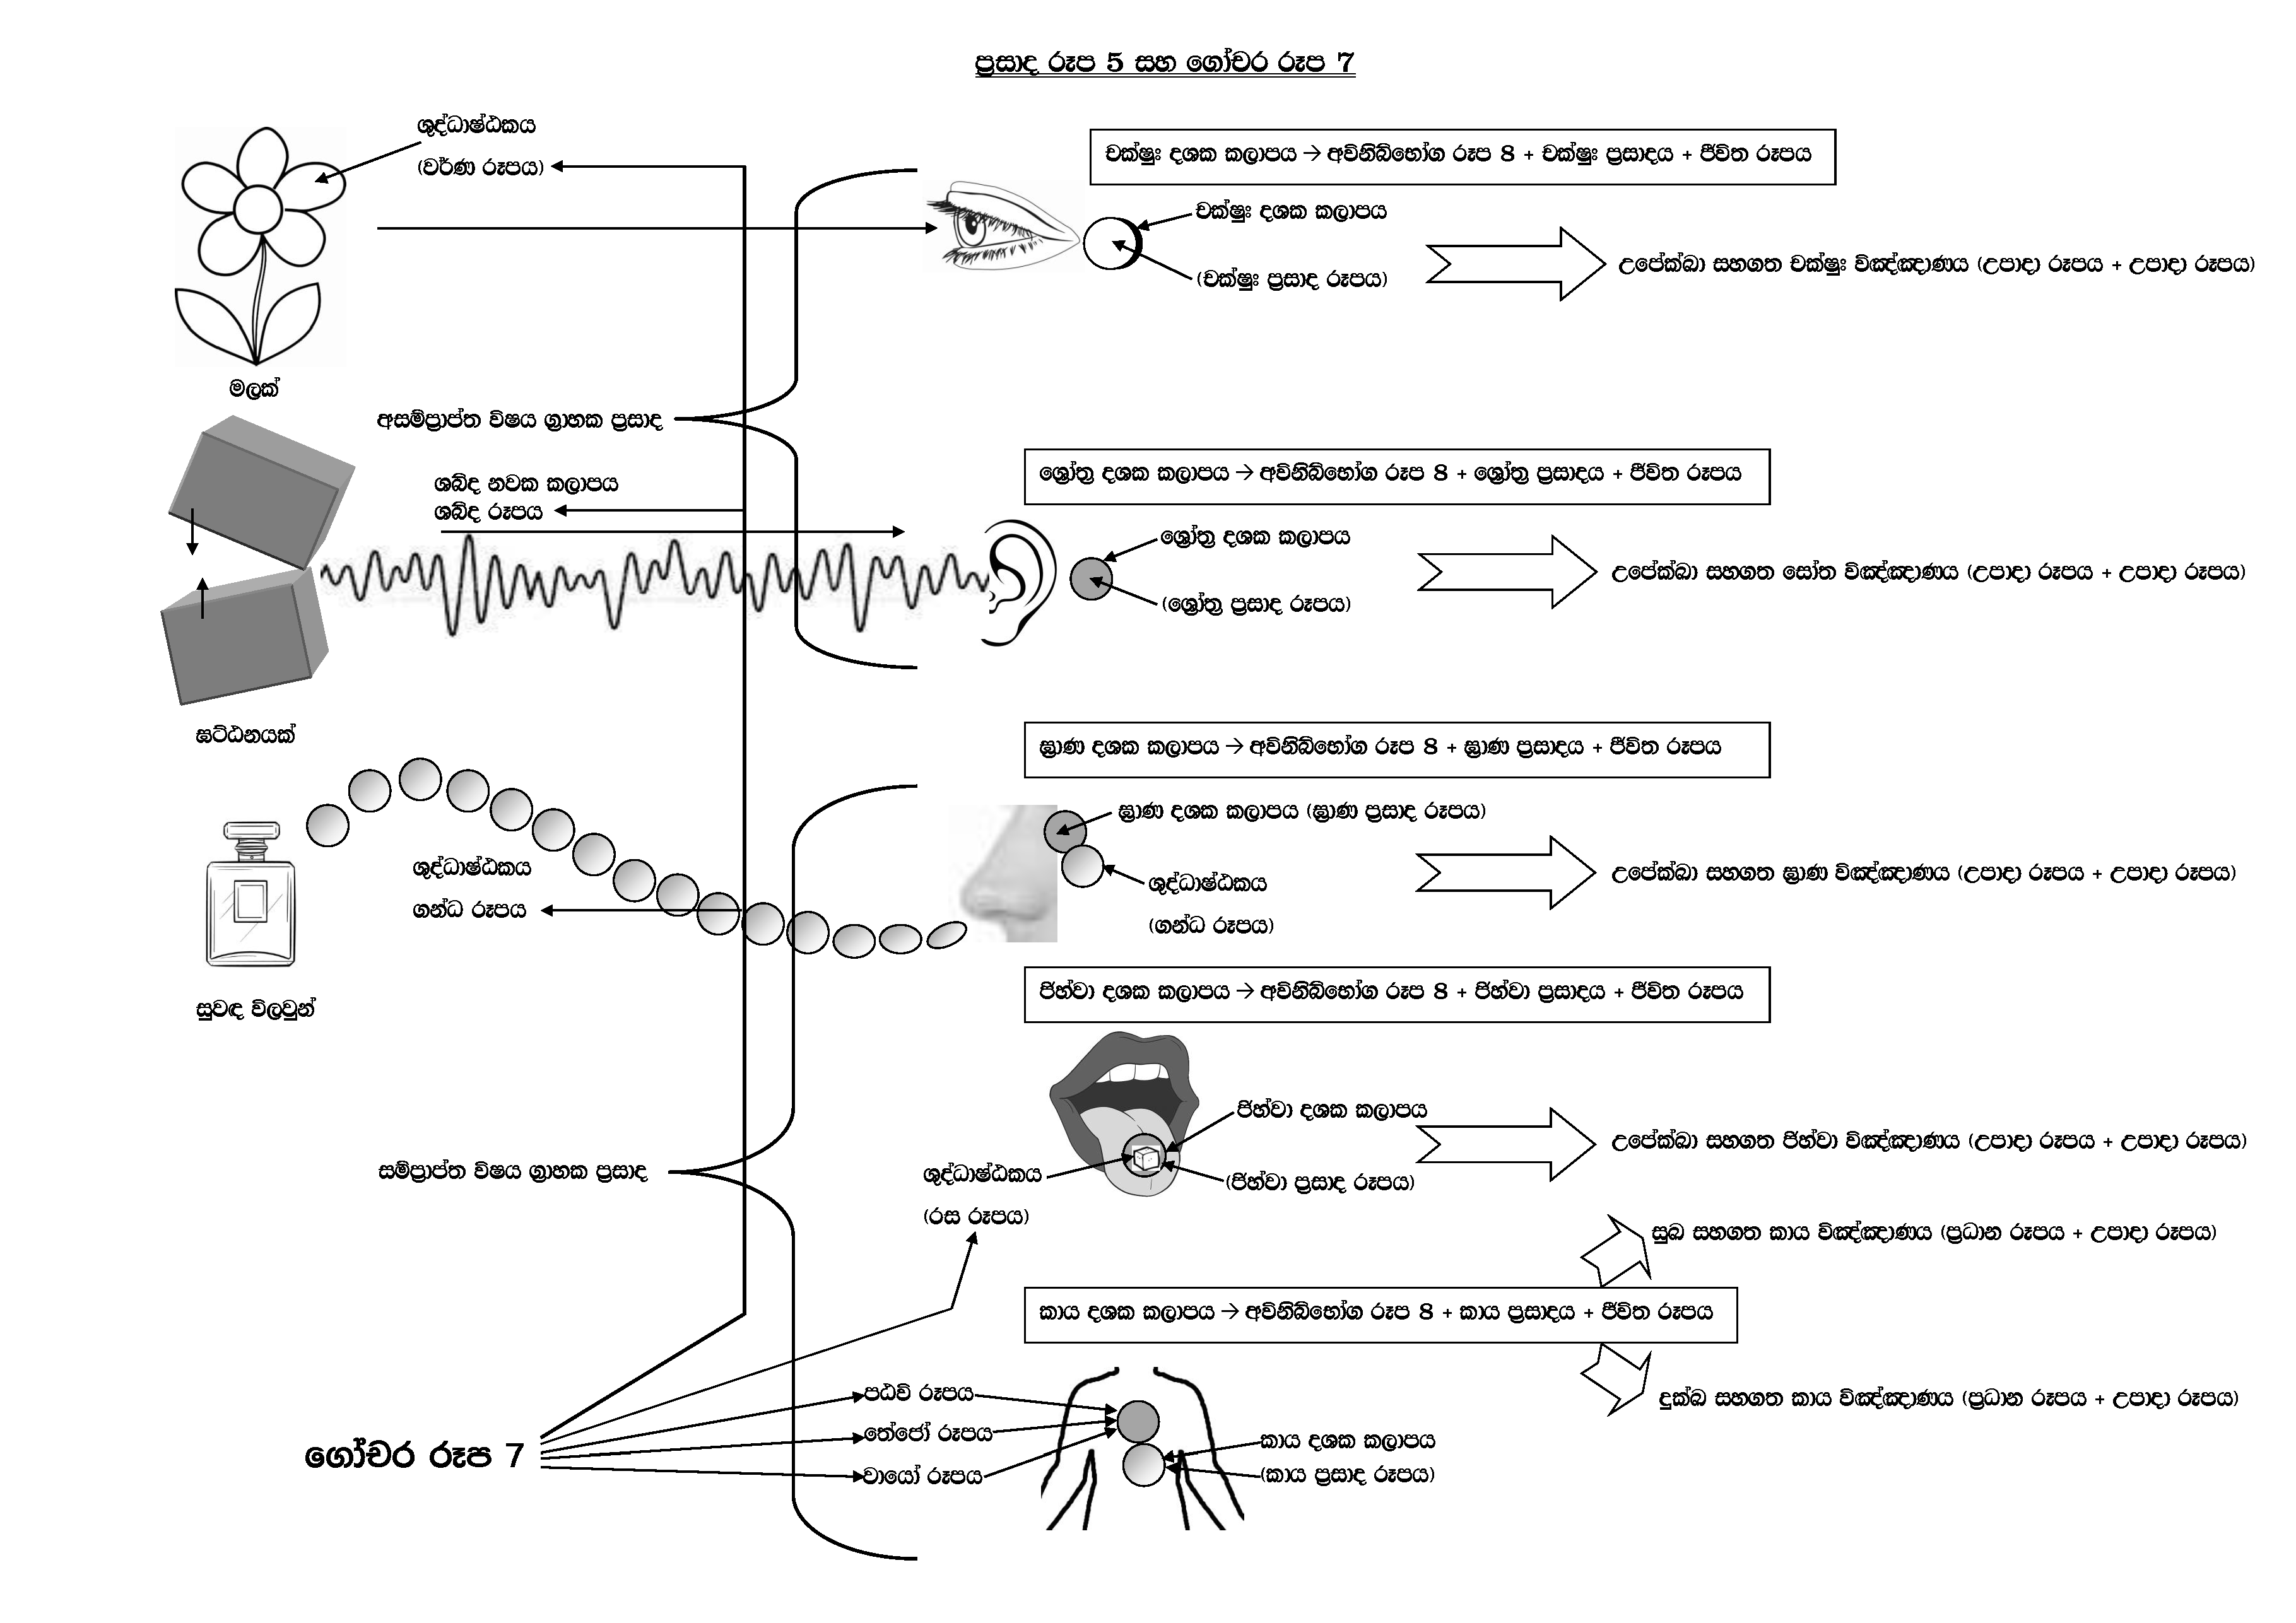 ප්‍රසාද රූප 5 සහ ගෝචර රූප 7
ශුද්ධාෂ්ඨකය
(වර්ණ රූපය)
චක්ෂුඃ දශක කලාපය → අවිනිබ්භෝග රූප 8 + චක්ෂුඃ ප්‍රසාදය + ජීවිත රූපය
චක්ෂුඃ දශක කලාපය
(චක්ෂුඃ ප්‍රසාද රූපය)
උපේක්ඛා සහගත චක්ෂුඃ විඤ්ඤාණය (උපාදා රූපය + උපාදා රූපය)
මලක්
අසම්ප්‍රාප්ත විෂය ග්‍රාහක ප්‍රසාද
ශබ්ද නවක කලාපය
ශබ්ද රූපය
ශ්‍රෝත්‍ර දශක කලාපය → අවිනිබ්භෝග රූප 8 + ශ්‍රෝත්‍ර ප්‍රසාදය + ජීවිත රූපය
ශ්‍රෝත්‍ර දශක කලාපය
(ශ්‍රෝත්‍ර ප්‍රසාද රූපය)
උපේක්ඛා සහගත සෝත විඤ්ඤාණය (උපාදා රූපය + උපාදා රූපය)
ඝට්ඨනයක්
ඝ්‍රාණ දශක කලාපය → අවිනිබ්භෝග රූප 8 + ඝ්‍රාණ ප්‍රසාදය + ජීවිත රූපය
ඝ්‍රාණ දශක කලාපය (ඝ්‍රාණ ප්‍රසාද රූපය)
ශුද්ධාෂ්ඨකය
ගන්ධ රූපය
ශුද්ධාෂ්ඨකය
(ගන්ධ රූපය)
උපේක්ඛා සහගත ඝ්‍රාණ විඤ්ඤාණය (උපාදා රූපය + උපාදා රූපය)
සුවඳ විලවුන්
ජිහ්වා දශක කලාපය → අවිනිබ්භෝග රූප 8 + ජිහ්වා ප්‍රසාදය + ජීවිත රූපය
ජිහ්වා දශක කලාපය
(ජිහ්වා ප්‍රසාද රූපය)
උපේක්ඛා සහගත ජිහ්වා විඤ්ඤාණය (උපාදා රූපය + උපාදා රූපය)
සම්ප්‍රාප්ත විෂය ග්‍රාහක ප්‍රසාද
ශුද්ධාෂ්ඨකය
(රස රූපය)
සුඛ සහගත කාය විඤ්ඤාණය (ප්‍රධාන රූපය + උපාදා රූපය)
කාය දශක කලාපය → අවිනිබ්භෝග රූප 8 + කාය ප්‍රසාදය + ජීවිත රූපය
දුක්ඛ සහගත කාය විඤ්ඤාණය (ප්‍රධාන රූපය + උපාදා රූපය)
පඨවි රූපය
තේජෝ රූපය
වායෝ රූපය
ගෝචර රූප 7
කාය දශක කලාපය
(කාය ප්‍රසාද රූපය)